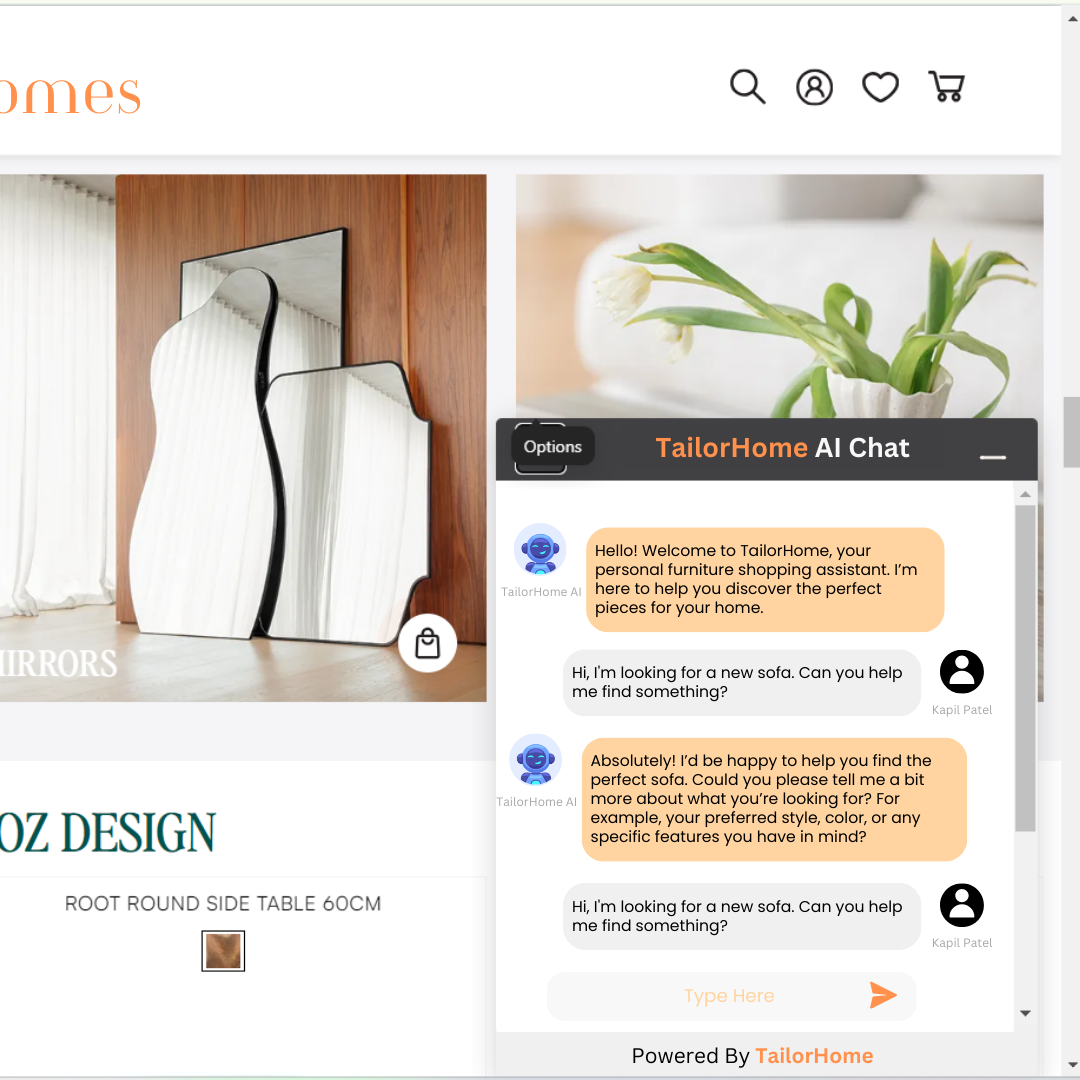 omes
MIRRORS
OZ DESIGN
ROOT ROUND SIDE TABLE 60CM
Options
TailorHome AI Chat
TailorHome AI
Hello! Welcome to TailorHome, your
personal furniture shopping assistant. I’m
here to help you discover the perfect
pieces for your home.
Hi, I'm looking for a new sofa. Can you help
me find something?
Kapil Patel
TailorHome AI
Absolutely! I’d be happy to help you find the
perfect sofa. Could you please tell me a bit
more about what you’re looking for? For
example, your preferred style, color, or any
specific features you have in mind?
Hi, I'm looking for a new sofa. Can you help
me find something?
Kapil Patel
Type Here
Powered By TailorHome